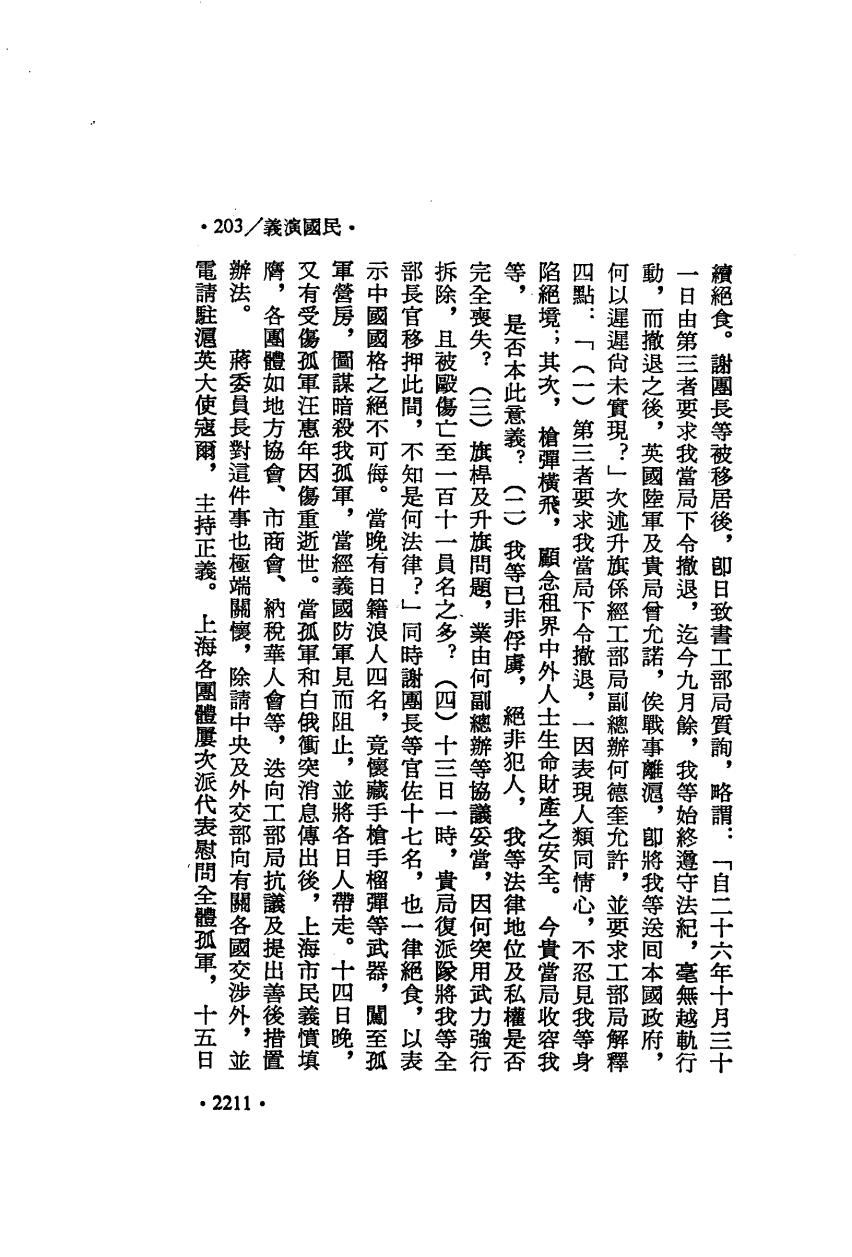 •203/義演國民•
續絕食。謝團長等被移居後，卽日致書工部局質詢，略謂：「自二十六年十月三十
一日由第三者要求我當局下令撤退，迄今九月餘，我等始終遵守法紀，毫無越軌行
動，而撤退之後，英國陸軍及貴局曾允諾，俟戰事離滬，卽將我等送囘本國政府，
何以遲遲尙未實現？」次述升旗係經工部局副總辦何德奎允許，並要求工部局解釋
四點：「（一）第三者要求我當局下令撤退，一因表現人類同情心，不忍見我等身
陷絕境；其次，槍彈橫飛，顧念租界中外人士生命財產之安全。今貴當局收容我
等，是否本此意義？（二）我等已非俘虜，絕非犯人，我等法律地位及私權是否
完全喪失？（三）旗桿及升旗問題，業由何副總辦等協議妥當，因何突用武力強行
拆除，且被毆傷亡至一百十一員名之多？（四）十三日一時，貴局復派隊將我等全
部長官移押此間，不知是何法律？」同時謝團長等官佐十七名，也一律絕食，以表
示中國國格之絕不可侮。當晚有日籍浪人四名，竟懷藏手槍手榴彈等武器，闖至孤
軍營房，圖謀暗殺我孤軍，當經義國防軍見而阻止，並將各日人帶走。十四日晚，
又有受傷孤軍汪惠年因傷重逝世。當孤軍和白俄衝突消息傳出後，上海市民義憤填
膺，各團體如地方協會、市商會、納稅華人會等，迭向工部局抗議及提出善後措置
辦法。　蔣委員長對這件事也極端關懷，除請中央及外交部向有關各國交涉外，並
電請駐滬英大使寇爾，主持正義。上海各團體屢次派代表慰問全體孤軍，十五日
•2211•